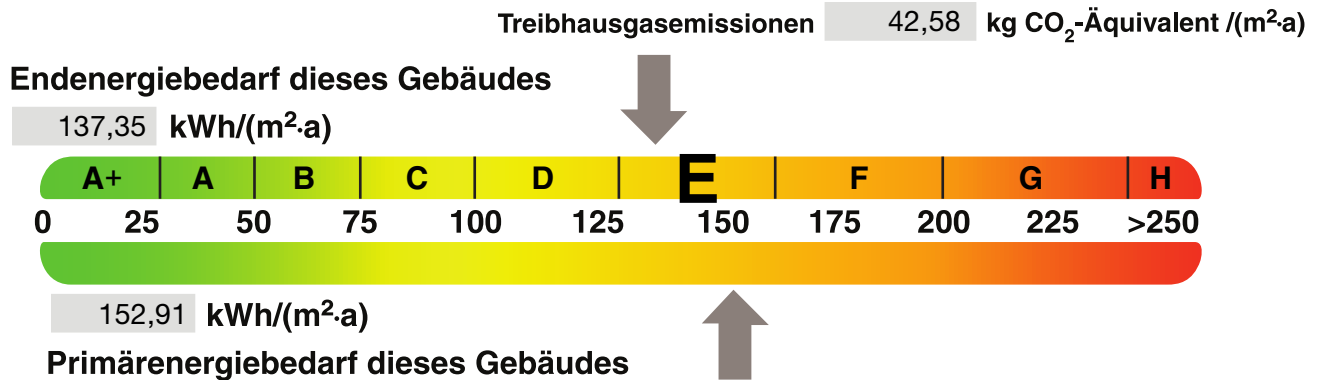 Treibhausgasemissionen 42,58 kg CO₂-Äquivalent /(m²·a)
Endenergiebedarf dieses Gebäudes
137,35 kWh/(m²·a)
A+ A B C D E F G H
0 25 50 75 100 125 150 175 200 225 >250
152,91 kWh/(m²·a)
Primärenergiebedarf dieses Gebäudes